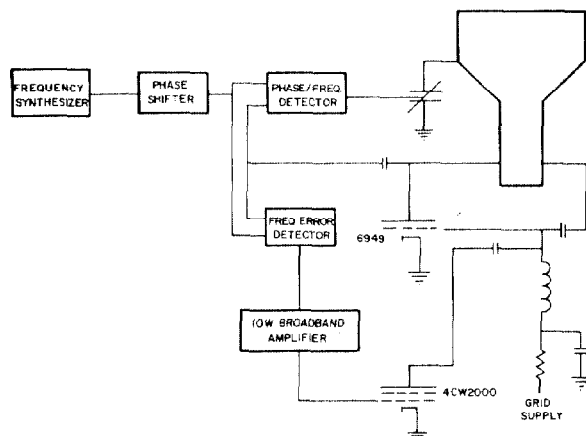 FREQUENCY
SYNTHESIZER
PHASE
SHIFTER
PHASE/FREQ.
DETECTOR
FREQ ERROR
DETECTOR
6949
10W BROADBAND
AMPLIFIER
4CW2000
GRID
SUPPLY